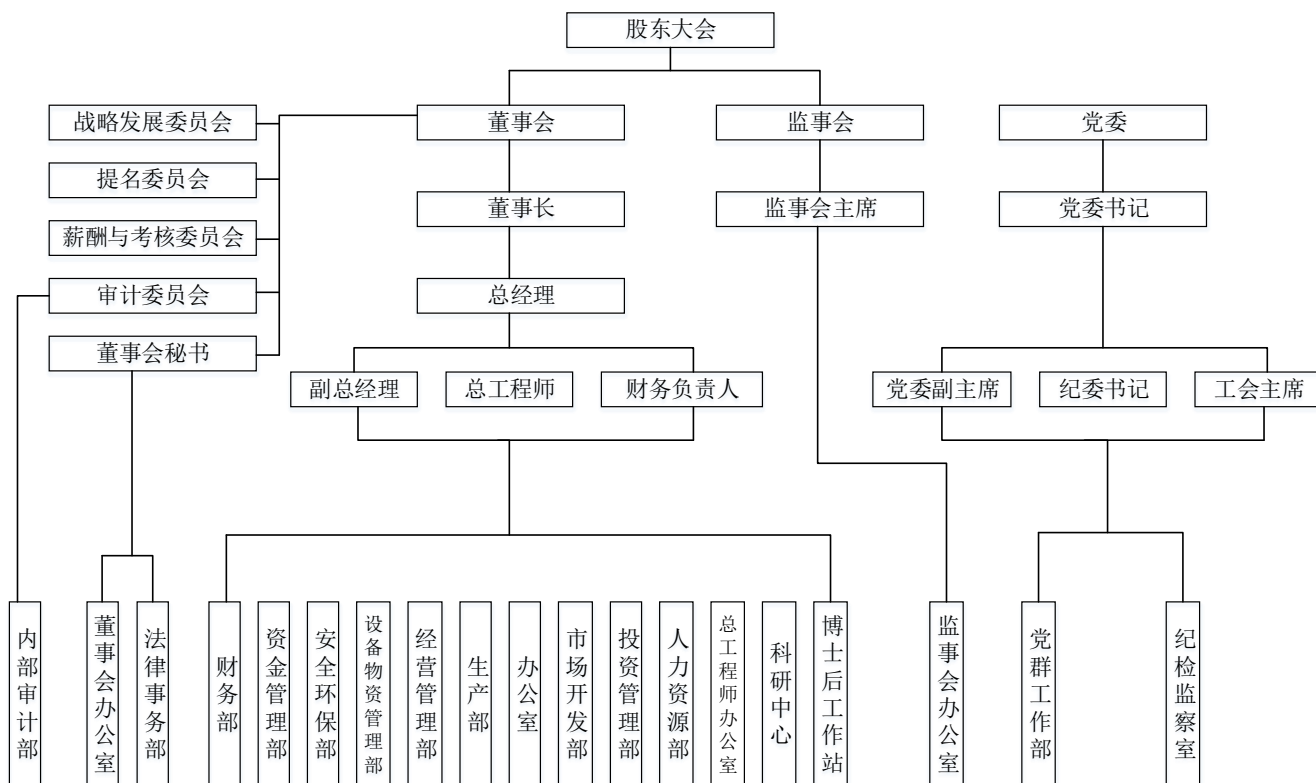 股东大会
战略发展委员会
董事会
监事会
党委
提名委员会
董事长
监事会主席
党委书记
薪酬与考核委员会
审计委员会
总经理
董事会秘书
副总经理
总工程师
财务负责人
党委副主席
纪委书记
工会主席
内部审计部
董事会办公室
法律事务部
财务部
资金管理部
安全环保部
设备物资管理部
经营管理部
生产部
办公室
市场开发部
投资管理部
人力资源部
总工程师办公室
科研中心
博士后工作站
监事会办公室
党群工作部
纪检监察室